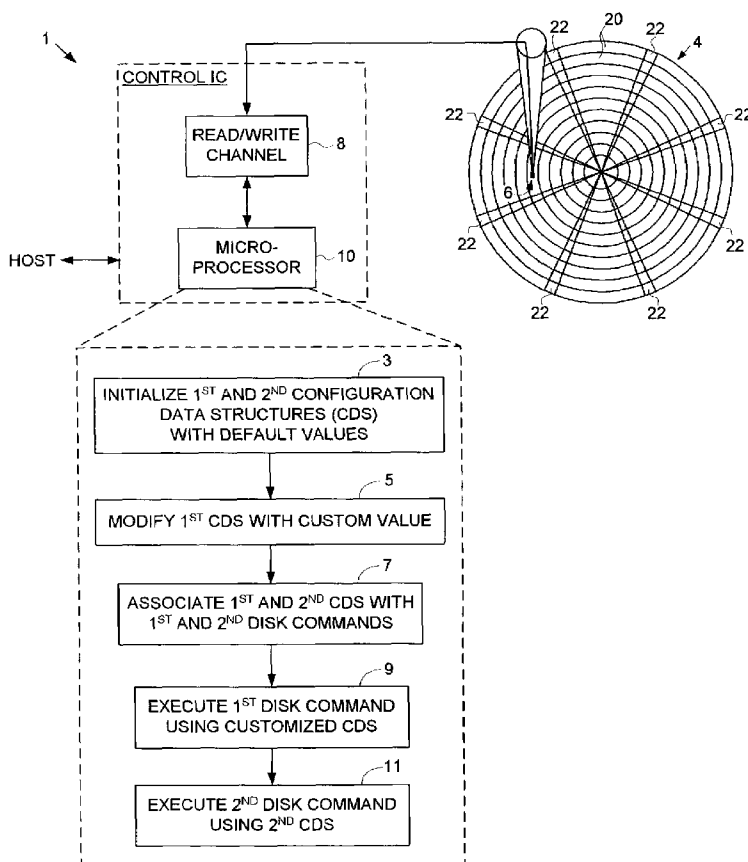 1
CONTROL IC
READ/WRITE
CHANNEL
8
MICRO-
PROCESSOR
10
HOST
22
20
22
4
22
22
6
22
22
22
22
3
INITIALIZE 1ST AND 2ND CONFIGURATION
DATA STRUCTURES (CDS)
WITH DEFAULT VALUES
5
MODIFY 1ST CDS WITH CUSTOM VALUE
7
ASSOCIATE 1ST AND 2ND CDS WITH
1ST AND 2ND DISK COMMANDS
9
EXECUTE 1ST DISK COMMAND
USING CUSTOMIZED CDS
11
EXECUTE 2ND DISK COMMAND
USING 2ND CDS